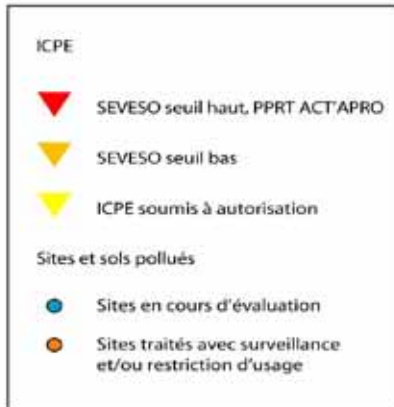 ICPE
SEVESO seuil haut, PPRT ACT'APRO
SEVESO seuil bas
ICPE soumis à autorisation
Sites et sols pollués
Sites en cours d'évaluation
Sites traités avec surveillance
et/ou restriction d'usage